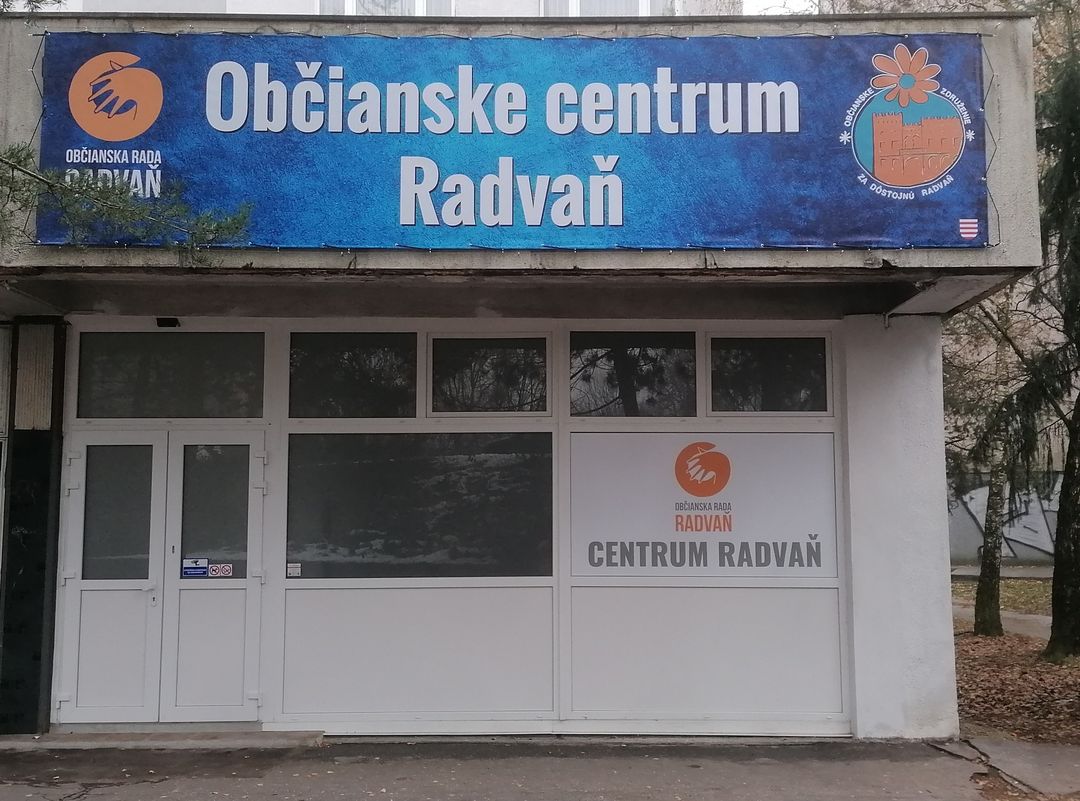 Občianske centrum
Radvaň
OBČIANSKA RADA
RADVAŇ
OBČIANSKE ZDRUŽENIE
ZA DÔSTOJNÚ RADVAŇ
OBČIANSKA RADA
RADVAŇ
CENTRUM RADVAŇ